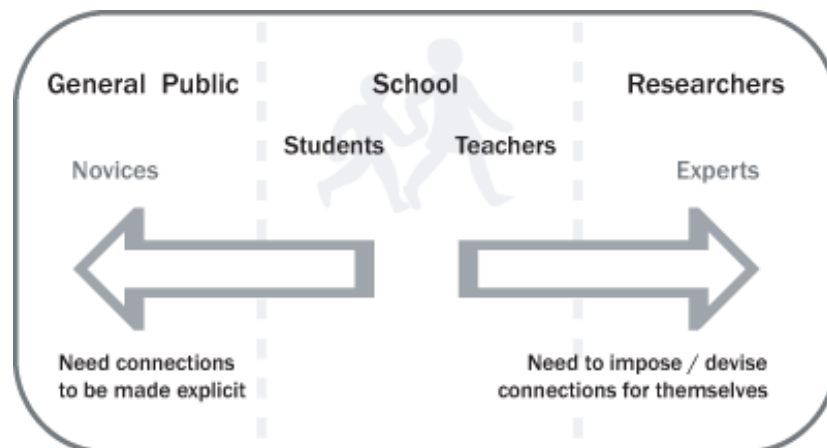 General Public
School
Researchers
Students
Teachers
Novices
Experts
Need connections
to be made explicit
Need to impose / devise
connections for themselves